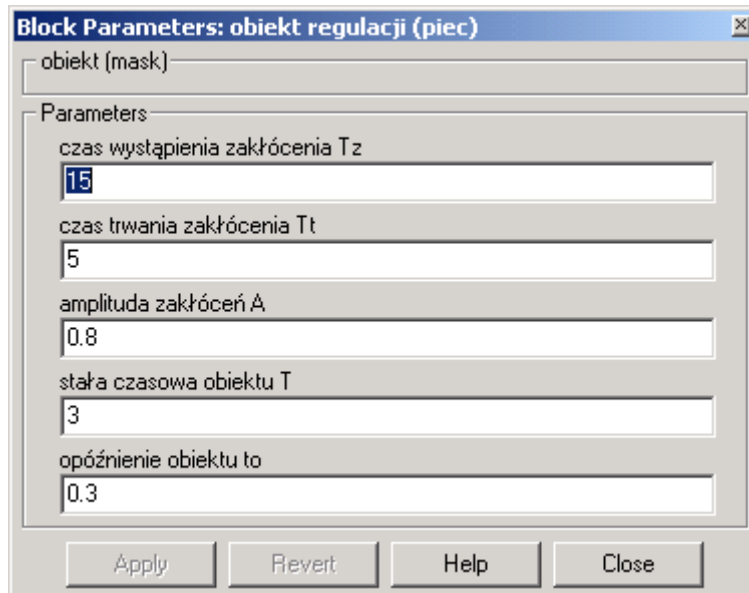 Block Parameters: obiekt regulacji (piec)
obiekt (mask)
Parameters
czas wystąpienia zakłócenia Tz
15
czas trwania zakłócenia Tt
5
amplituda zakłóceń A
0.8
stała czasowa obiektu T
3
opóźnienie obiektu to
0.3
Apply Revert Help Close